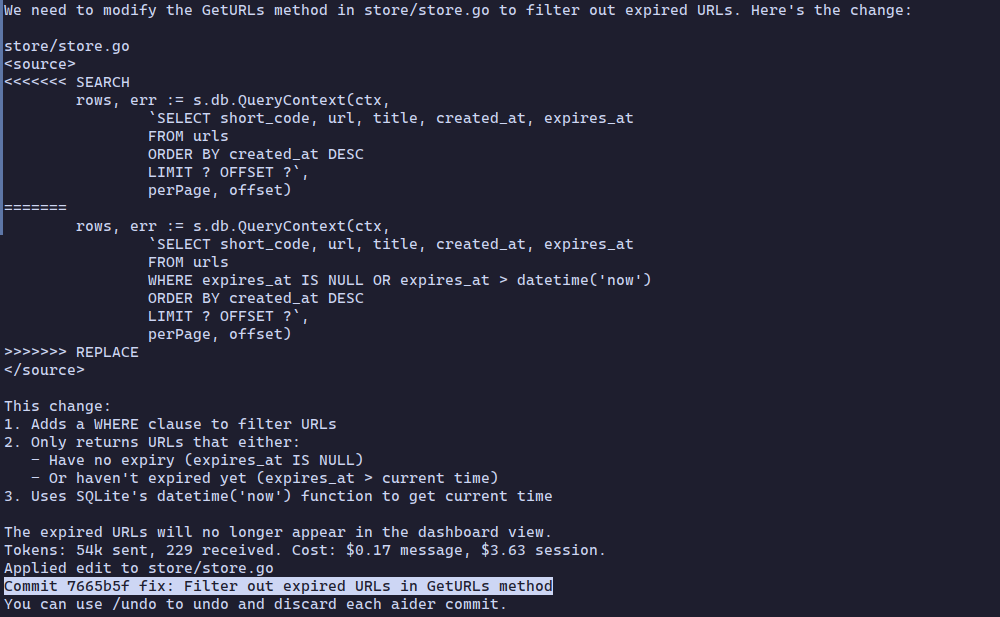 We need to modify the GetURLs method in store/store.go to filter out expired URLs. Here's the change:

store/store.go
<source>
<<<<<<< SEARCH
        rows, err := s.db.QueryContext(ctx,
                `SELECT short_code, url, title, created_at, expires_at
                FROM urls
                ORDER BY created_at DESC
                LIMIT ? OFFSET ?`,
                perPage, offset)
=======
        rows, err := s.db.QueryContext(ctx,
                `SELECT short_code, url, title, created_at, expires_at
                FROM urls
                WHERE expires_at IS NULL OR expires_at > datetime('now')
                ORDER BY created_at DESC
                LIMIT ? OFFSET ?`,
                perPage, offset)
>>>>>>> REPLACE
</source>

This change:
1. Adds a WHERE clause to filter URLs
2. Only returns URLs that either:
   - Have no expiry (expires_at IS NULL)
   - Or haven't expired yet (expires_at > current time)
3. Uses SQLite's datetime('now') function to get current time

The expired URLs will no longer appear in the dashboard view.
Tokens: 54k sent, 229 received. Cost: $0.17 message, $3.63 session.
Applied edit to store/store.go
Commit 7665b5f fix: Filter out expired URLs in GetURLs method
You can use /undo to undo and discard each aider commit.